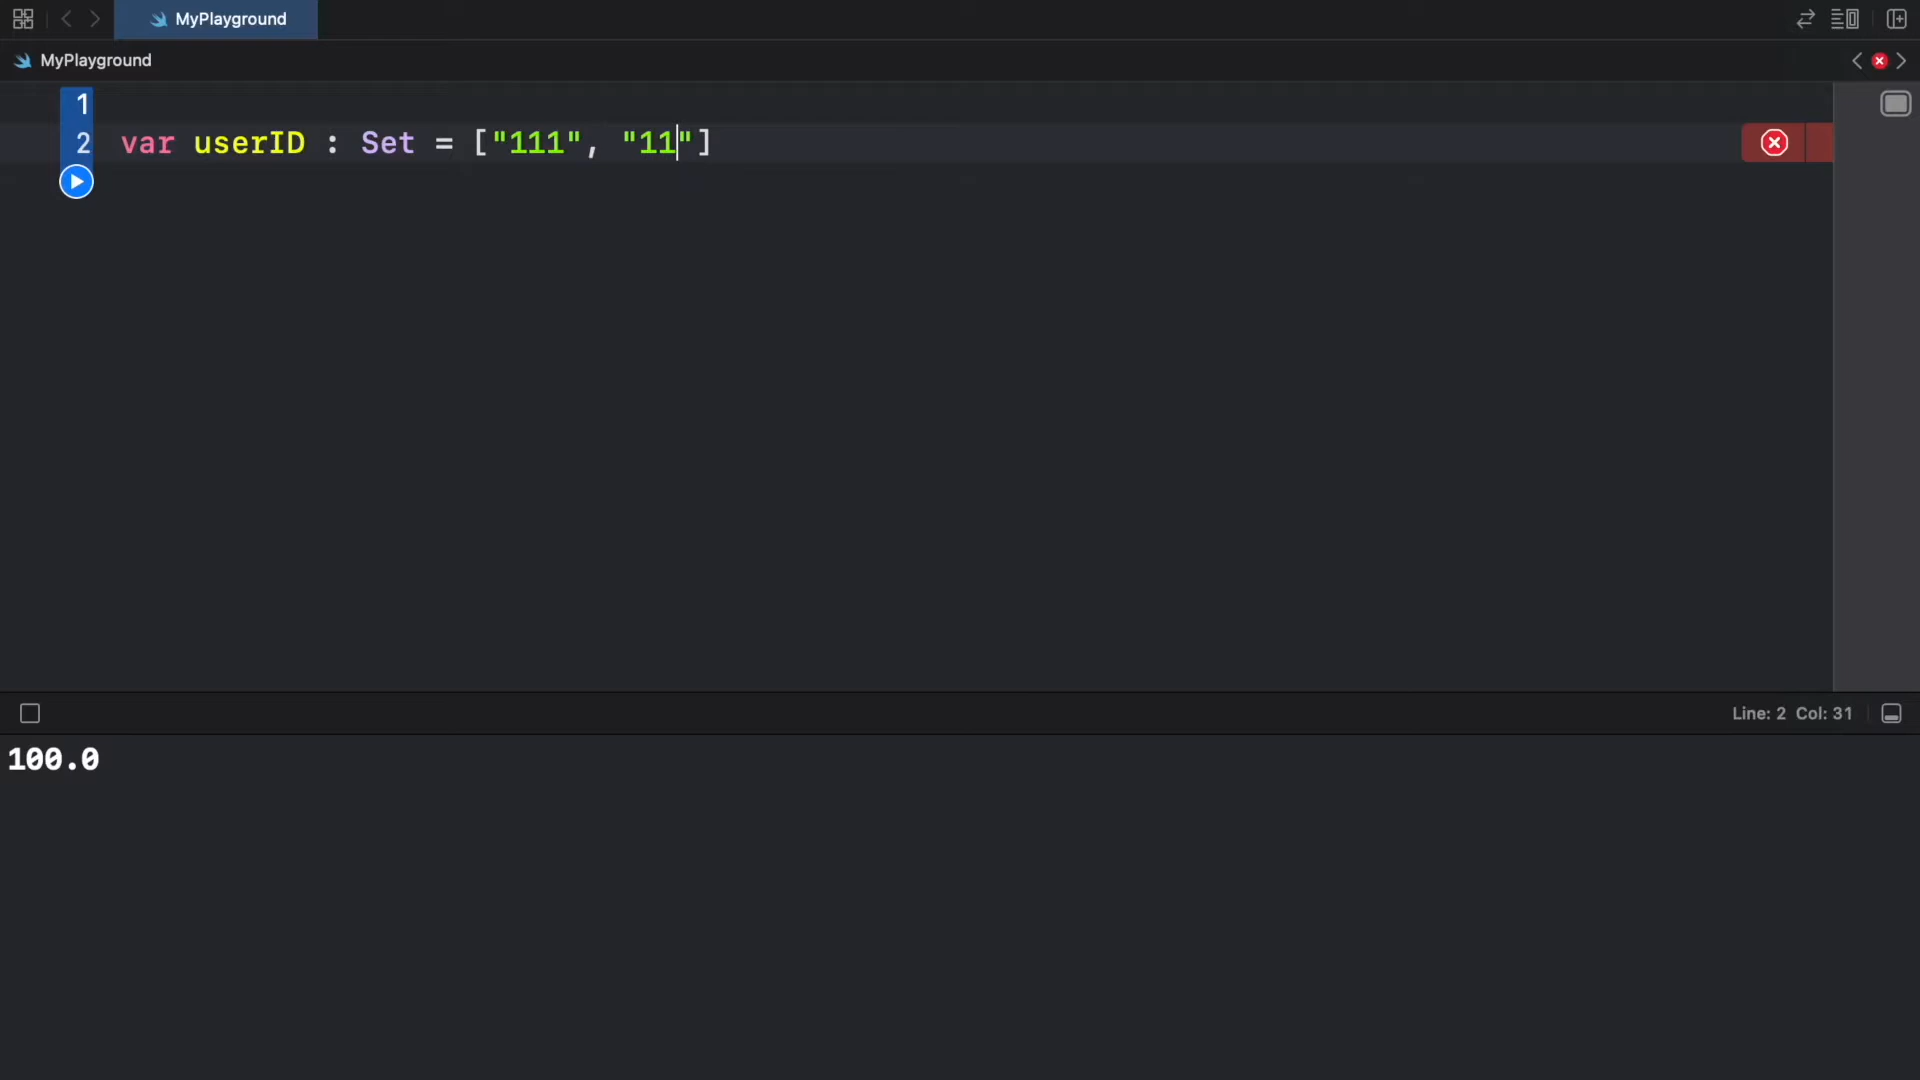 MyPlayground
MyPlayground
1
2 var userID : Set = ["111", "11"]
Line: 2 Col: 31
100.0